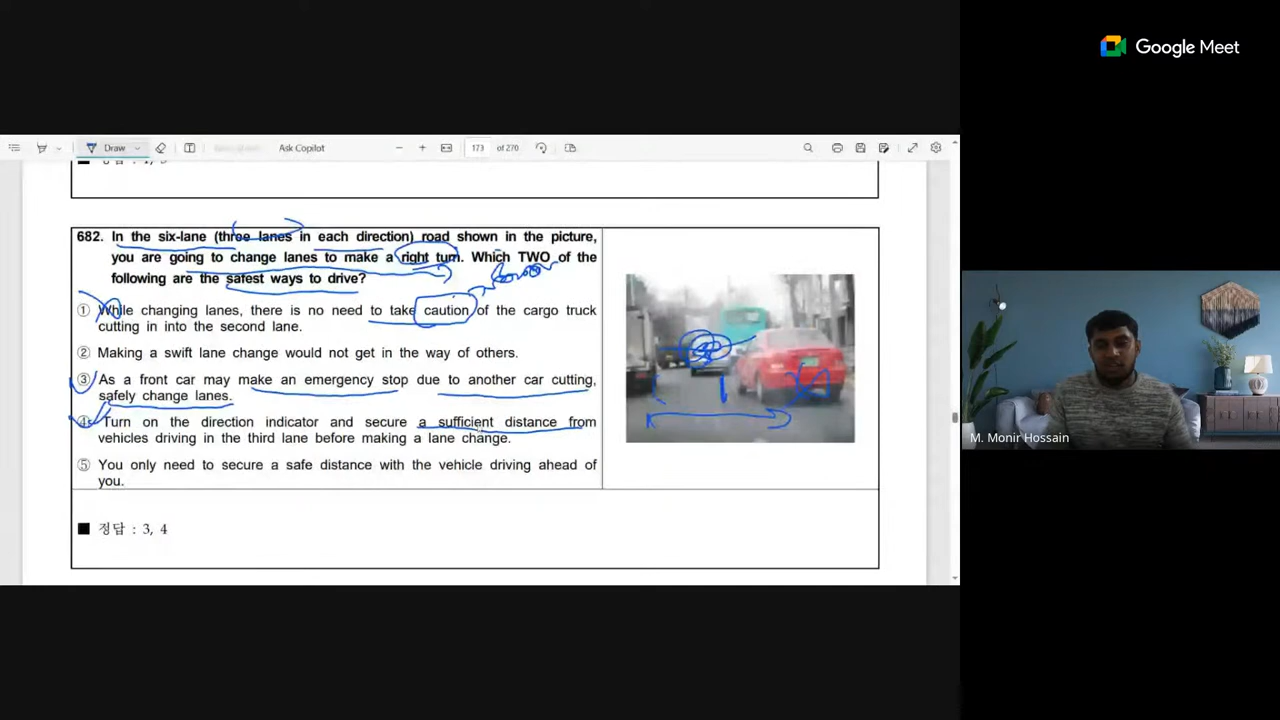 Google Meet
Draw
Ask Copilot
173 of 270
682. In the six-lane (three lanes in each direction) road shown in the picture,
you are going to change lanes to make a right turn. Which TWO of the
following are the safest ways to drive?
① While changing lanes, there is no need to take caution of the cargo truck
cutting in into the second lane.
② Making a swift lane change would not get in the way of others.
③ As a front car may make an emergency stop due to another car cutting,
safely change lanes.
④ Turn on the direction indicator and secure a sufficient distance from
vehicles driving in the third lane before making a lane change.
⑤ You only need to secure a safe distance with the vehicle driving ahead of
you.
■ 정답 : 3, 4
M. Monir Hossain